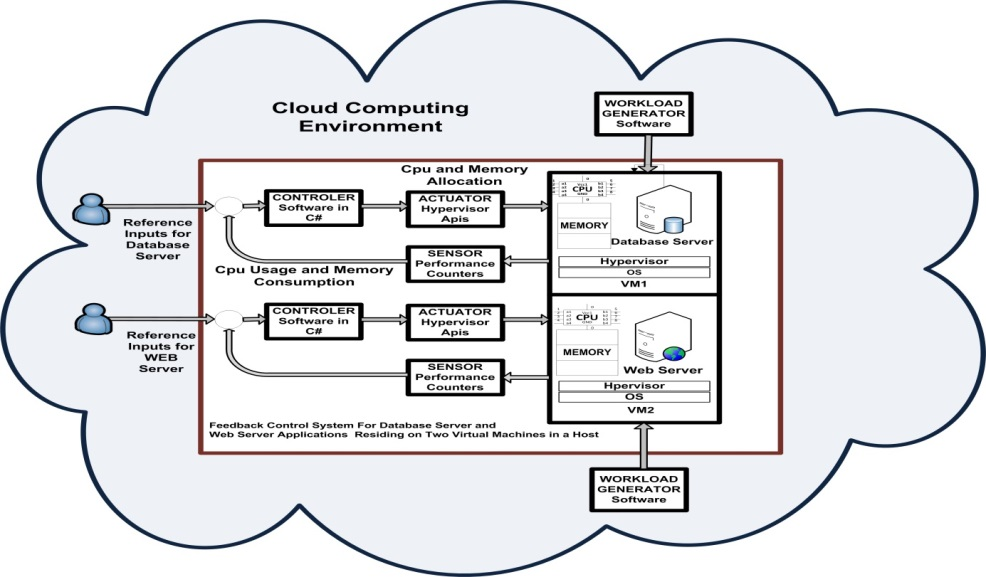 Cloud Computing
Environment
WORKLOAD
GENERATOR
Software
Cpu and Memory
Allocation
CONTROLER
Software in
C#
ACTUATOR
Hypervisor
Apis
CPU
MEMORY
Database Server
Reference
Inputs for
Database
Server
SENSOR
Performance
Counters
Hypervisor
OS
VM1
Cpu Usage and Memory
Consumption
CONTROLER
Software in
C#
ACTUATOR
Hypervisor
Apis
CPU
MEMORY
Web Server
Reference
Inputs for
WEB
Server
SENSOR
Performance
Counters
Hpervisor
OS
VM2
Feedback Control System For Database Server and
Web Server Applications Residing on Two Virtual Machines in a Host
WORKLOAD
GENERATOR
Software